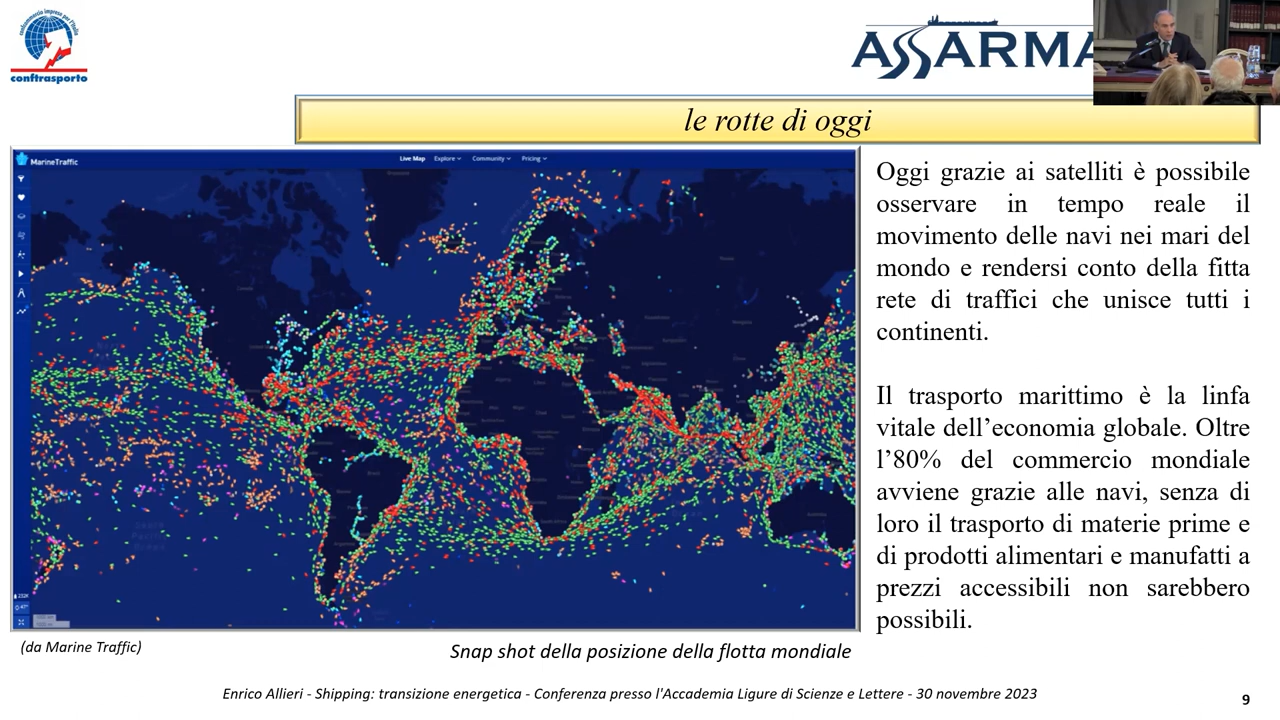 confcommercio imprese per l'Italia
conftrasporto
ASSARMA
le rotte di oggi
MarineTraffic
Live Map Explore Community Pricing
Oggi grazie ai satelliti è possibile
osservare in tempo reale il
movimento delle navi nei mari del
mondo e rendersi conto della fitta
rete di traffici che unisce tutti i
continenti.
Il trasporto marittimo è la linfa
vitale dell’economia globale. Oltre
l’80% del commercio mondiale
avviene grazie alle navi, senza di
loro il trasporto di materie prime e
di prodotti alimentari e manufatti a
prezzi accessibili non sarebbero
possibili.
(da Marine Traffic)
Snap shot della posizione della flotta mondiale
Enrico Allieri - Shipping: transizione energetica - Conferenza presso l'Accademia Ligure di Scienze e Lettere - 30 novembre 2023
9